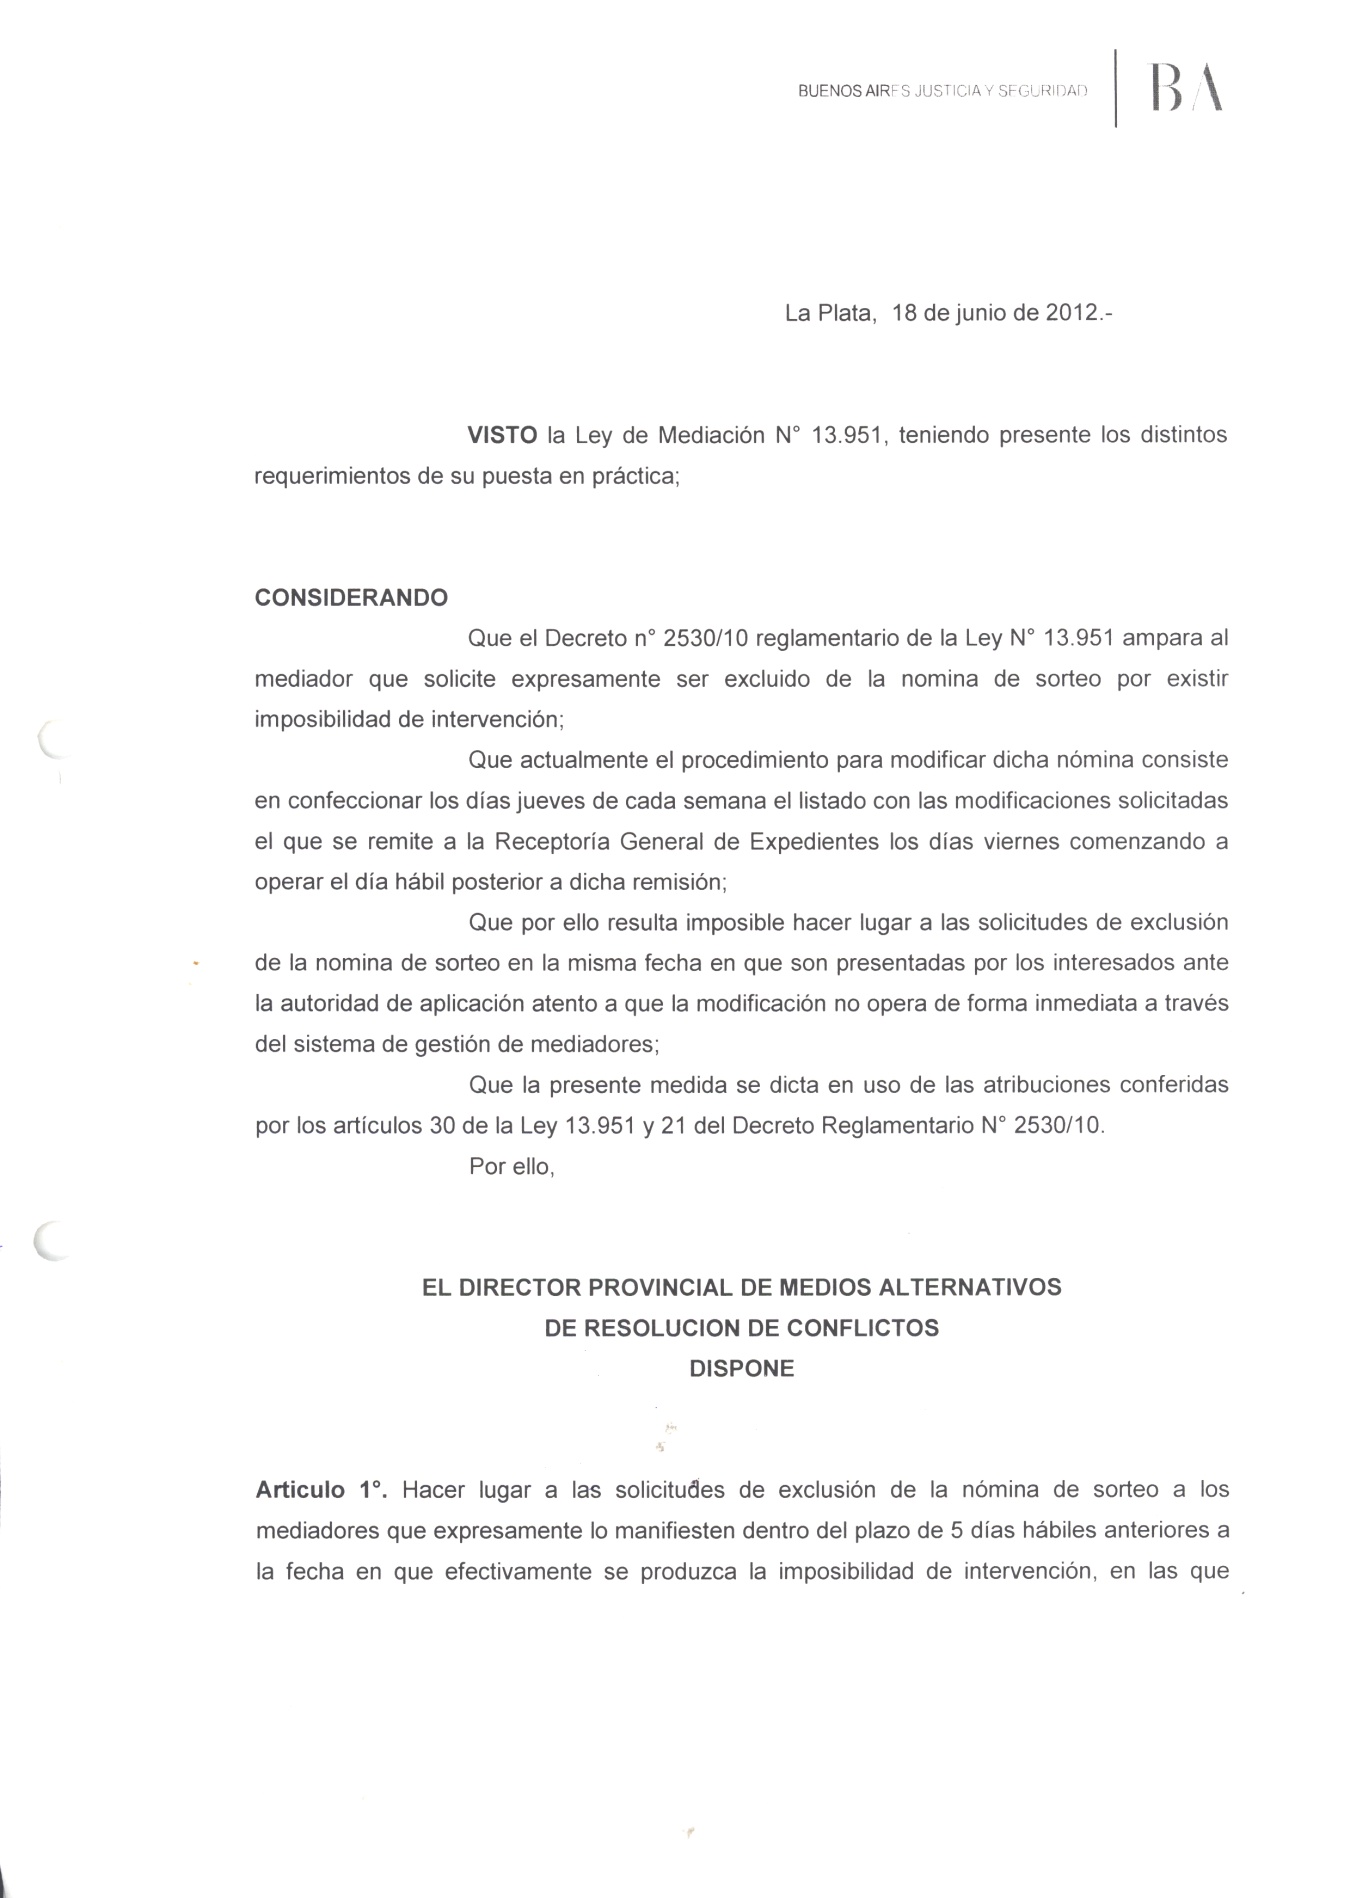 BUENOS AIRES JUSTICIA Y SEGURIDAD
BA
La Plata, 18 de junio de 2012.-
VISTO la Ley de Mediación N° 13.951, teniendo presente los distintos
requerimientos de su puesta en práctica;
CONSIDERANDO
Que el Decreto n° 2530/10 reglamentario de la Ley N° 13.951 ampara al
mediador que solicite expresamente ser excluido de la nomina de sorteo por existir
imposibilidad de intervención;
Que actualmente el procedimiento para modificar dicha nómina consiste
en confeccionar los días jueves de cada semana el listado con las modificaciones solicitadas
el que se remite a la Receptoría General de Expedientes los días viernes comenzando a
operar el día hábil posterior a dicha remisión;
Que por ello resulta imposible hacer lugar a las solicitudes de exclusión
de la nomina de sorteo en la misma fecha en que son presentadas por los interesados ante
la autoridad de aplicación atento a que la modificación no opera de forma inmediata a través
del sistema de gestión de mediadores;
Que la presente medida se dicta en uso de las atribuciones conferidas
por los artículos 30 de la Ley 13.951 y 21 del Decreto Reglamentario N° 2530/10.
Por ello,
EL DIRECTOR PROVINCIAL DE MEDIOS ALTERNATIVOS
DE RESOLUCION DE CONFLICTOS
DISPONE
Articulo 1°. Hacer lugar a las solicitudes de exclusión de la nómina de sorteo a los
mediadores que expresamente lo manifiesten dentro del plazo de 5 días hábiles anteriores a
la fecha en que efectivamente se produzca la imposibilidad de intervención, en las que